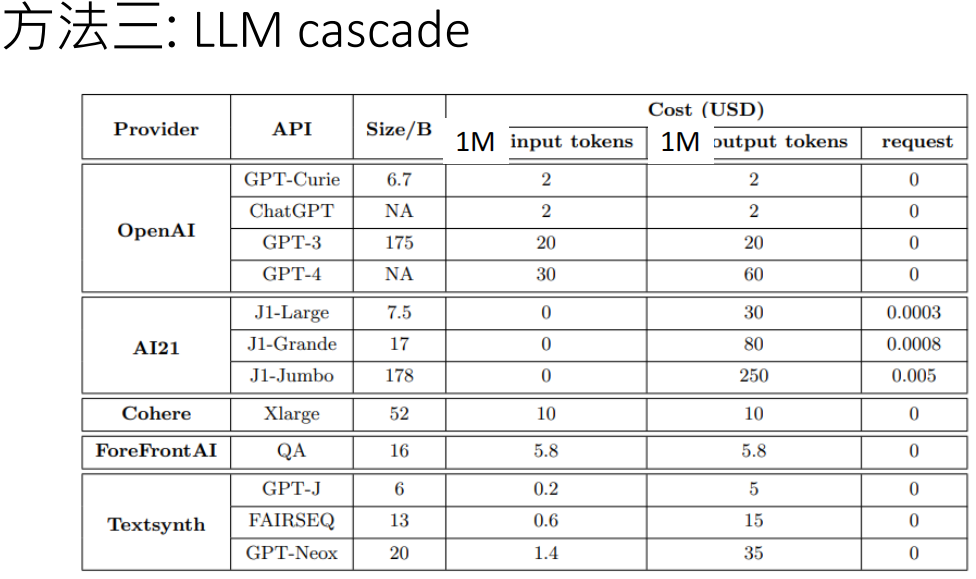 方法三: LLM cascade
Cost (USD)
Provider API Size/B
1M input tokens 1M output tokens request
GPT-Curie 6.7 2 2 0
ChatGPT NA 2 2 0
OpenAI
GPT-3 175 20 20 0
GPT-4 NA 30 60 0
J1-Large 7.5 0 30 0.0003
AI21 J1-Grande 17 0 80 0.0008
J1-Jumbo 178 0 250 0.005
Cohere Xlarge 52 10 10 0
ForeFrontAI QA 16 5.8 5.8 0
GPT-J 6 0.2 5 0
Textsynth FAIRSEQ 13 0.6 15 0
GPT-Neox 20 1.4 35 0